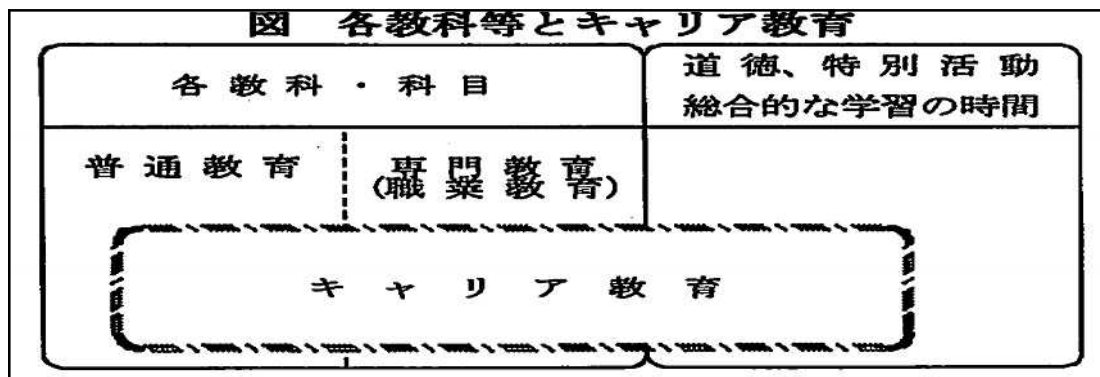 図 各教科等とキャリア教育
各教科・科目
道徳、特別活動
総合的な学習の時間
普通教育
専門教育
(職業教育)
キャリア教育